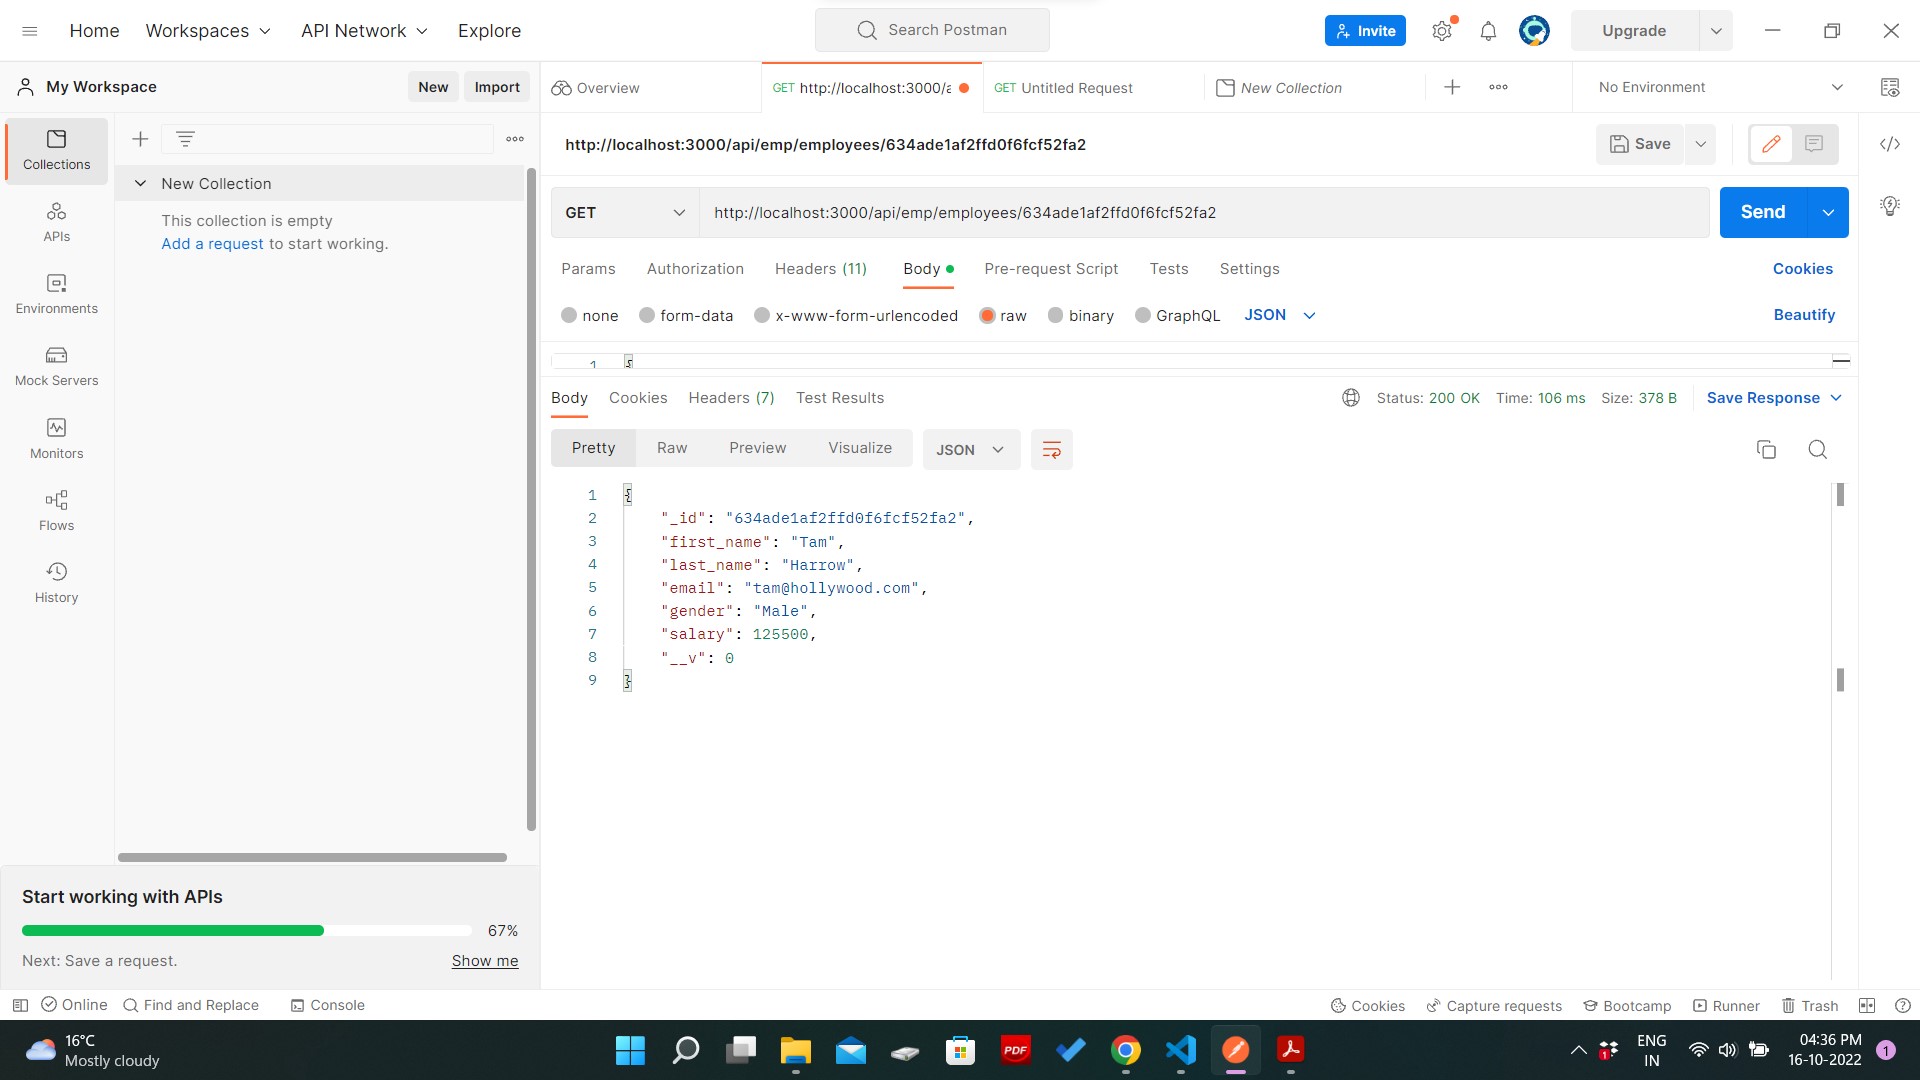 Home Workspaces API Network Explore Search Postman Invite Upgrade
My Workspace New Import
Overview GET http://localhost:3000/a GET Untitled Request New Collection No Environment
Collections
APIs
Environments
Mock Servers
Monitors
Flows
History
New Collection
This collection is empty
Add a request to start working.
http://localhost:3000/api/emp/employees/634ade1af2ffd0f6fcf52fa2 Save
GET http://localhost:3000/api/emp/employees/634ade1af2ffd0f6fcf52fa2 Send
Params Authorization Headers (11) Body Pre-request Script Tests Settings Cookies
none form-data x-www-form-urlencoded raw binary GraphQL JSON Beautify
1 {
Body Cookies Headers (7) Test Results Status: 200 OK Time: 106 ms Size: 378 B Save Response
Pretty Raw Preview Visualize JSON
1 {
2 "_id": "634ade1af2ffd0f6fcf52fa2",
3 "first_name": "Tam",
4 "last_name": "Harrow",
5 "email": "tam@hollywood.com",
6 "gender": "Male",
7 "salary": 125500,
8 "__v": 0
9 }
Start working with APIs
67%
Next: Save a request. Show me
Online Find and Replace Console Cookies Capture requests Bootcamp Runner Trash
16°C
Mostly cloudy
PDF
1
ENG
IN
04:36 PM
16-10-2022
1